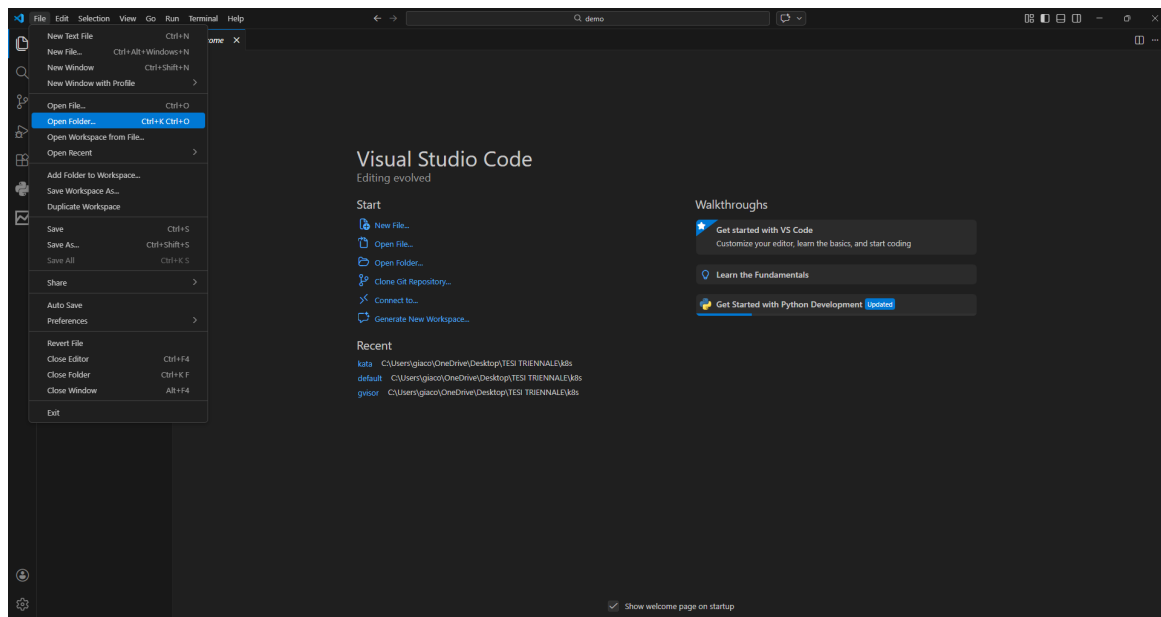 File Edit Selection View Go Run Terminal Help
demo
New Text File Ctrl+N
New File... Ctrl+Alt+Windows+N
New Window Ctrl+Shift+N
New Window with Profile
Open File... Ctrl+O
Open Folder... Ctrl+K Ctrl+O
Open Workspace from File...
Open Recent
Add Folder to Workspace...
Save Workspace As...
Duplicate Workspace
Save Ctrl+S
Save As... Ctrl+Shift+S
Save All Ctrl+K S
Share
Auto Save
Preferences
Revert File
Close Editor Ctrl+F4
Close Folder Ctrl+K F
Close Window Alt+F4
Exit
ome
Visual Studio Code
Editing evolved
Start
New File...
Open File...
Open Folder...
Clone Git Repository...
Connect to...
Generate New Workspace...
Recent
kata C:\Users\giaco\OneDrive\Desktop\TESI TRIENNALE\k8s
default C:\Users\giaco\OneDrive\Desktop\TESI TRIENNALE\k8s
gvisor C:\Users\giaco\OneDrive\Desktop\TESI TRIENNALE\k8s
Walkthroughs
Get started with VS Code
Customize your editor, learn the basics, and start coding
Learn the Fundamentals
Get Started with Python Development Updated
Show welcome page on startup